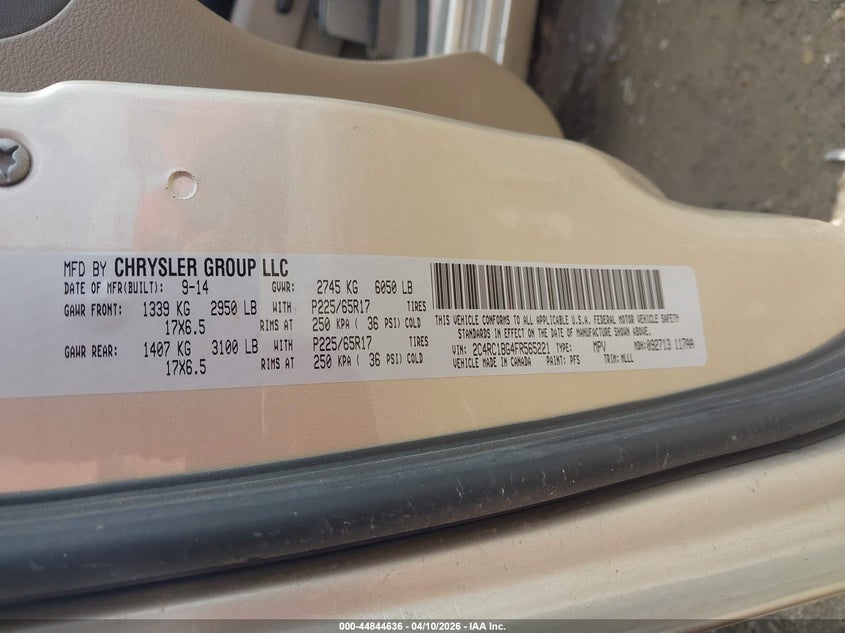 MFD BY CHRYSLER GROUP LLC
DATE OF MFR(BUILT): 9-14 GVWR: 2745 KG 6050 LB
GAWR FRONT: 1339 KG 2950 LB WITH P225/65R17 TIRES
17X6.5 RIMS AT 250 KPA ( 36 PSI) COLD
GAWR REAR: 1407 KG 3100 LB WITH P225/65R17 TIRES
17X6.5 RIMS AT 250 KPA ( 36 PSI) COLD
THIS VEHICLE CONFORMS TO ALL APPLICABLE U.S.A. FEDERAL MOTOR VEHICLE SAFETY
STANDARDS IN EFFECT ON THE DATE OF MANUFACTURE SHOWN ABOVE.
VIN: 2C4RC1BG4FR565221 TYPE: MPV MDH: 092713 117AA
VEHICLE MADE IN CANADA PAINT: PFS TRIM: NLLL
000-44844636 - 04/10/2026 - IAA Inc.